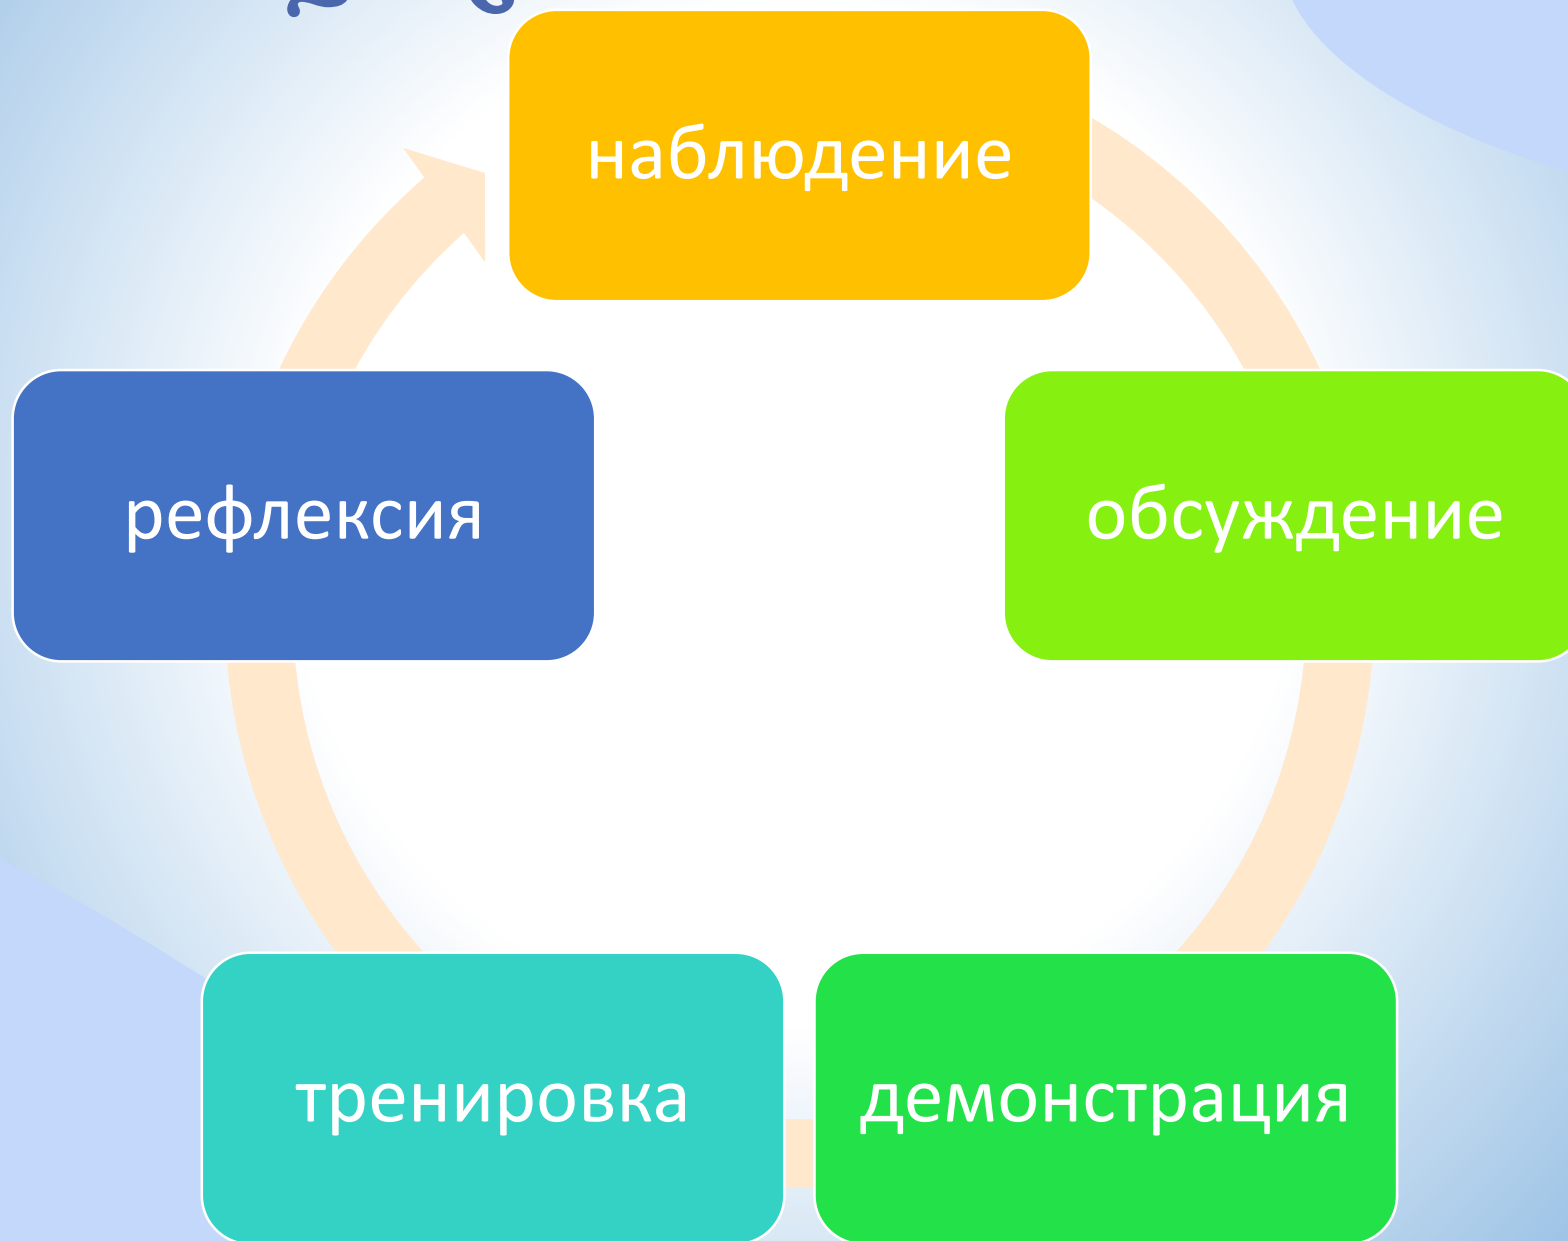 наблюдение
обсуждение
демонстрация
тренировка
рефлексия